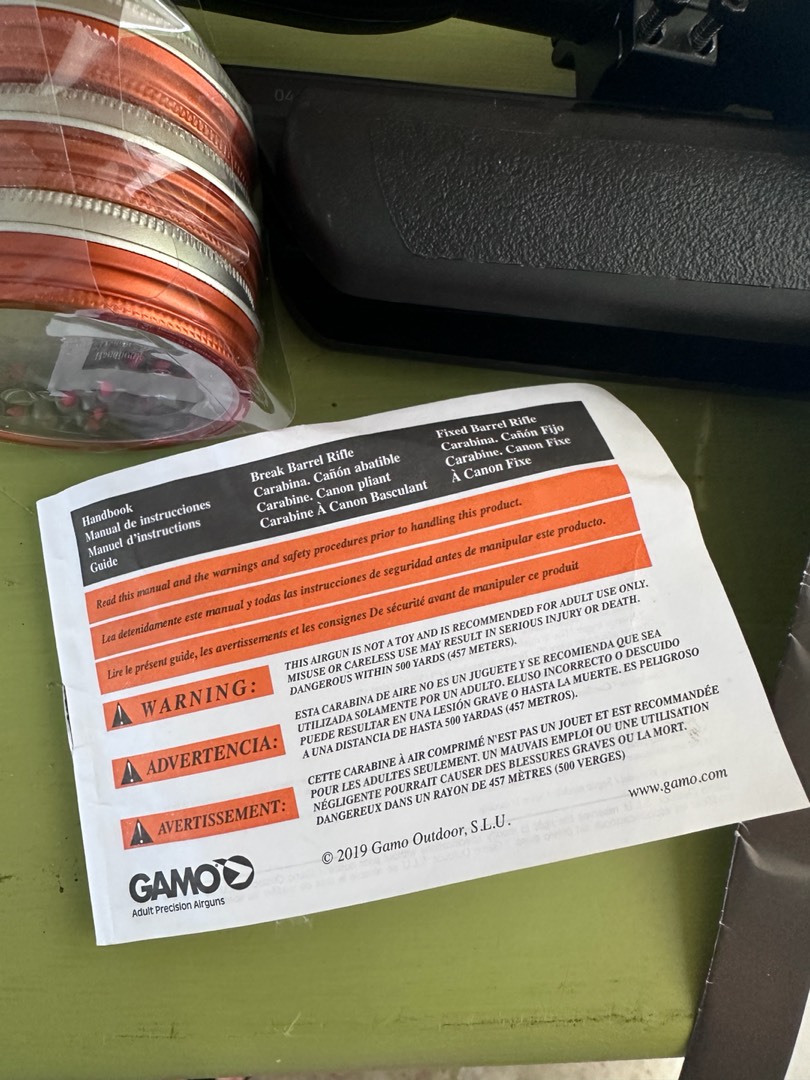 04
Handbook
Manual de instrucciones
Manuel d'instructions
Guide
Break Barrel Rifle
Carabina. Cañón abatible
Carabine. Canon pliant
Carabine À Canon Basculant
Fixed Barrel Rifle
Carabina. Cañón Fijo
Carabine. Canon Fixe
À Canon Fixe
Read this manual and the warnings and safety procedures prior to handling this product.
Lea detenidamente este manual y todas las instrucciones de seguridad antes de manipular este producto.
Lire le présent guide, les avertissements et les consignes De sécurité avant de manipuler ce produit
WARNING:
THIS AIRGUN IS NOT A TOY AND IS RECOMMENDED FOR ADULT USE ONLY.
MISUSE OR CARELESS USE MAY RESULT IN SERIOUS INJURY OR DEATH.
DANGEROUS WITHIN 500 YARDS (457 METERS).
ADVERTENCIA:
ESTA CARABINA DE AIRE NO ES UN JUGUETE Y SE RECOMIENDA QUE SEA
UTILIZADA SOLAMENTE POR UN ADULTO. ELUSO INCORRECTO O DESCUIDO
PUEDE RESULTAR EN UNA LESIÓN GRAVE O HASTA LA MUERTE. ES PELIGROSO
A UNA DISTANCIA DE HASTA 500 YARDAS (457 METROS).
AVERTISSEMENT:
CETTE CARABINE À AIR COMPRIMÉ N'EST PAS UN JOUET ET EST RECOMMANDÉE
POUR LES ADULTES SEULEMENT. UN MAUVAIS EMPLOI OU UNE UTILISATION
NÉGLIGENTE POURRAIT CAUSER DES BLESSURES GRAVES OU LA MORT.
DANGEREUX DANS UN RAYON DE 457 MÈTRES (500 VERGES)
www.gamo.com
© 2019 Gamo Outdoor, S.L.U.
GAMO
Adult Precision Airguns